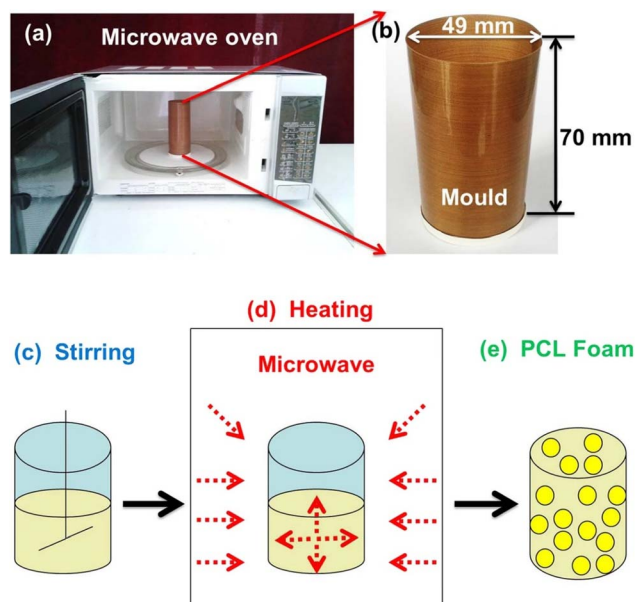 (a)
Microwave oven
(b)
49 mm
70 mm
Mould
(d) Heating
(c) Stirring
(e) PCL Foam
Microwave